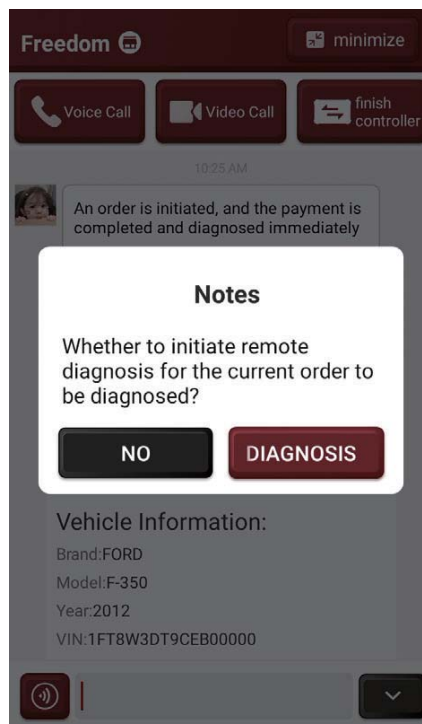 Freedom
minimize
Voice Call
Video Call
finish
controller
10:25 AM
An order is initiated, and the payment is
completed and diagnosed immediately
Notes
Whether to initiate remote
diagnosis for the current order to
be diagnosed?
NO
DIAGNOSIS
Vehicle Information:
Brand:FORD
Model:F-350
Year:2012
VIN:1FT8W3DT9CEB00000